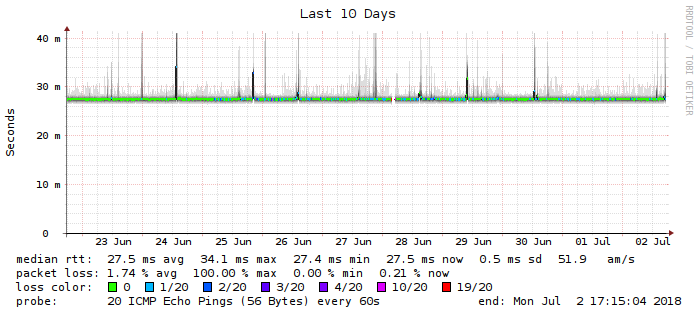 Last 10 Days
RRDTOOL / TOBI OETIKER
Seconds
40 m
30 m
20 m
10 m
0
23 Jun 24 Jun 25 Jun 26 Jun 27 Jun 28 Jun 29 Jun 30 Jun 01 Jul 02 Jul
median rtt: 27.5 ms avg 34.1 ms max 27.4 ms min 27.5 ms now 0.5 ms sd 51.9 am/s
packet loss: 1.74 % avg 100.00 % max 0.00 % min 0.21 % now
loss color: 0 1/20 2/20 3/20 4/20 10/20 19/20
probe: 20 ICMP Echo Pings (56 Bytes) every 60s end: Mon Jul 2 17:15:04 2018